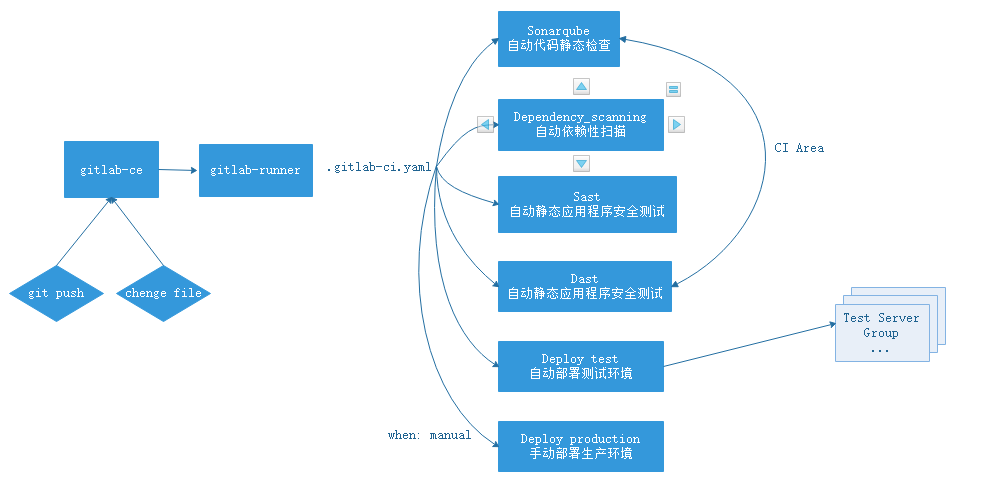 Sonarqube
自动代码静态检查
Dependency_scanning
自动依赖性扫描
CI Area
gitlab-ce
gitlab-runner
.gitlab-ci.yaml
Sast
自动静态应用程序安全测试
git push
chenge file
Dast
自动静态应用程序安全测试
Test Server
Group
...
Deploy test
自动部署测试环境
when: manual
Deploy production
手动部署生产环境